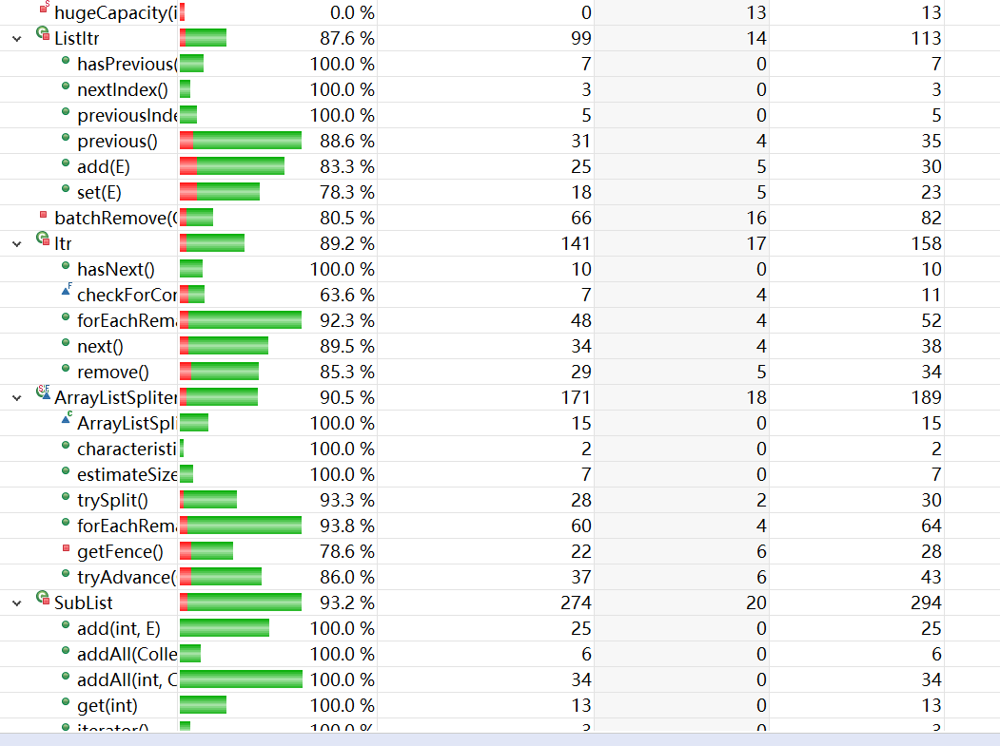 hugeCapacity(i 0.0 % 0 13 13
ListItr 87.6 % 99 14 113
hasPrevious( 100.0 % 7 0 7
nextIndex() 100.0 % 3 0 3
previousInde 100.0 % 5 0 5
previous() 88.6 % 31 4 35
add(E) 83.3 % 25 5 30
set(E) 78.3 % 18 5 23
batchRemove(C 80.5 % 66 16 82
Itr 89.2 % 141 17 158
hasNext() 100.0 % 10 0 10
checkForCor 63.6 % 7 4 11
forEachRema 92.3 % 48 4 52
next() 89.5 % 34 4 38
remove() 85.3 % 29 5 34
ArrayListSpliter 90.5 % 171 18 189
ArrayListSpli 100.0 % 15 0 15
characteristi 100.0 % 2 0 2
estimateSize 100.0 % 7 0 7
trySplit() 93.3 % 28 2 30
forEachRema 93.8 % 60 4 64
getFence() 78.6 % 22 6 28
tryAdvance( 86.0 % 37 6 43
SubList 93.2 % 274 20 294
add(int, E) 100.0 % 25 0 25
addAll(Colle 100.0 % 6 0 6
addAll(int, C 100.0 % 34 0 34
get(int) 100.0 % 13 0 13
iterator() 100.0 % 3 0 3